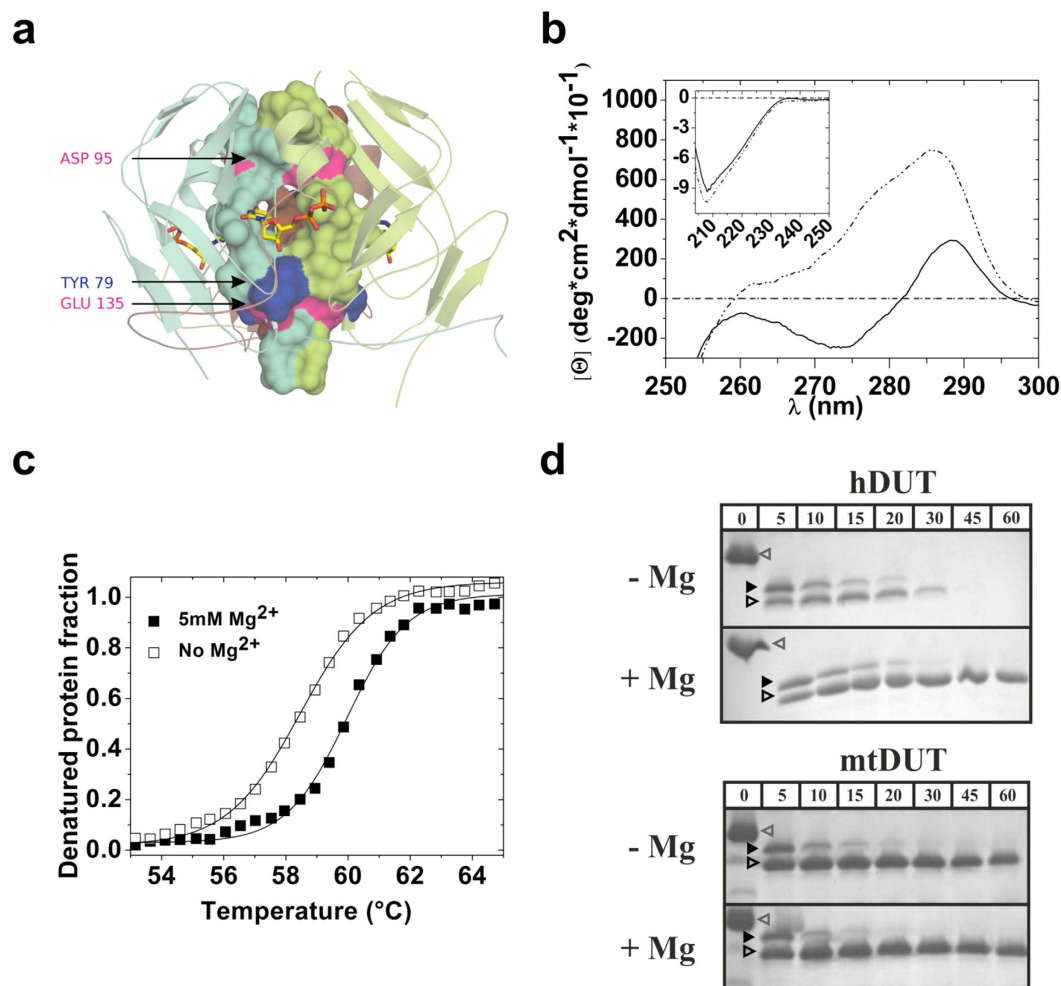 a
ASP 95
TYR 79
GLU 135
b
[Θ] (deg*cm²*dmol⁻¹*10⁻¹)
1000
800
600
400
200
0
-200
0
-3
-6
-9
210 220 230 240 250
250 260 270 280 290 300
λ (nm)
c
Denatured protein fraction
1.0
0.8
0.6
0.4
0.2
0.0
5mM Mg²⁺
No Mg²⁺
54 56 58 60 62 64
Temperature (°C)
d
hDUT
0 5 10 15 20 30 45 60
- Mg
+ Mg
mtDUT
0 5 10 15 20 30 45 60
- Mg
+ Mg